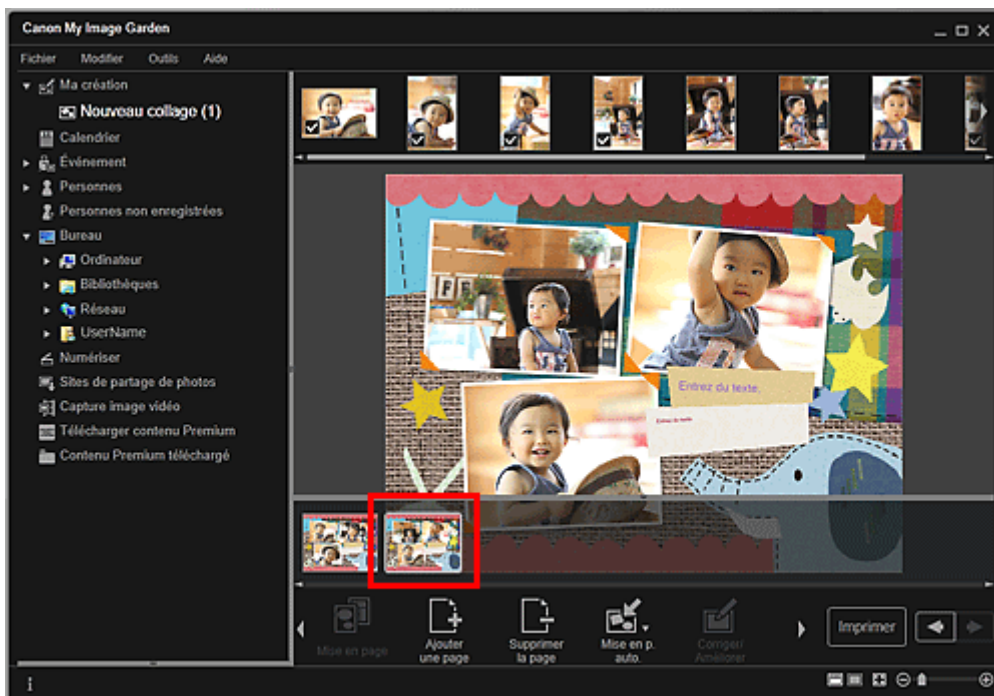 Canon My Image Garden
Fichier Modifier Outils Aide
Ma création
Nouveau collage (1)
Calendrier
Événement
Personnes
Personnes non enregistrées
Bureau
Ordinateur
Bibliothèques
Réseau
UserName
Numériser
Sites de partage de photos
Capture image vidéo
Télécharger contenu Premium
Contenu Premium téléchargé
Entrez du texte.
Entrez du texte
Mise en page
Ajouter
une page
Supprimer
la page
Mise en p.
auto.
Corriger/
Améliorer
Imprimer